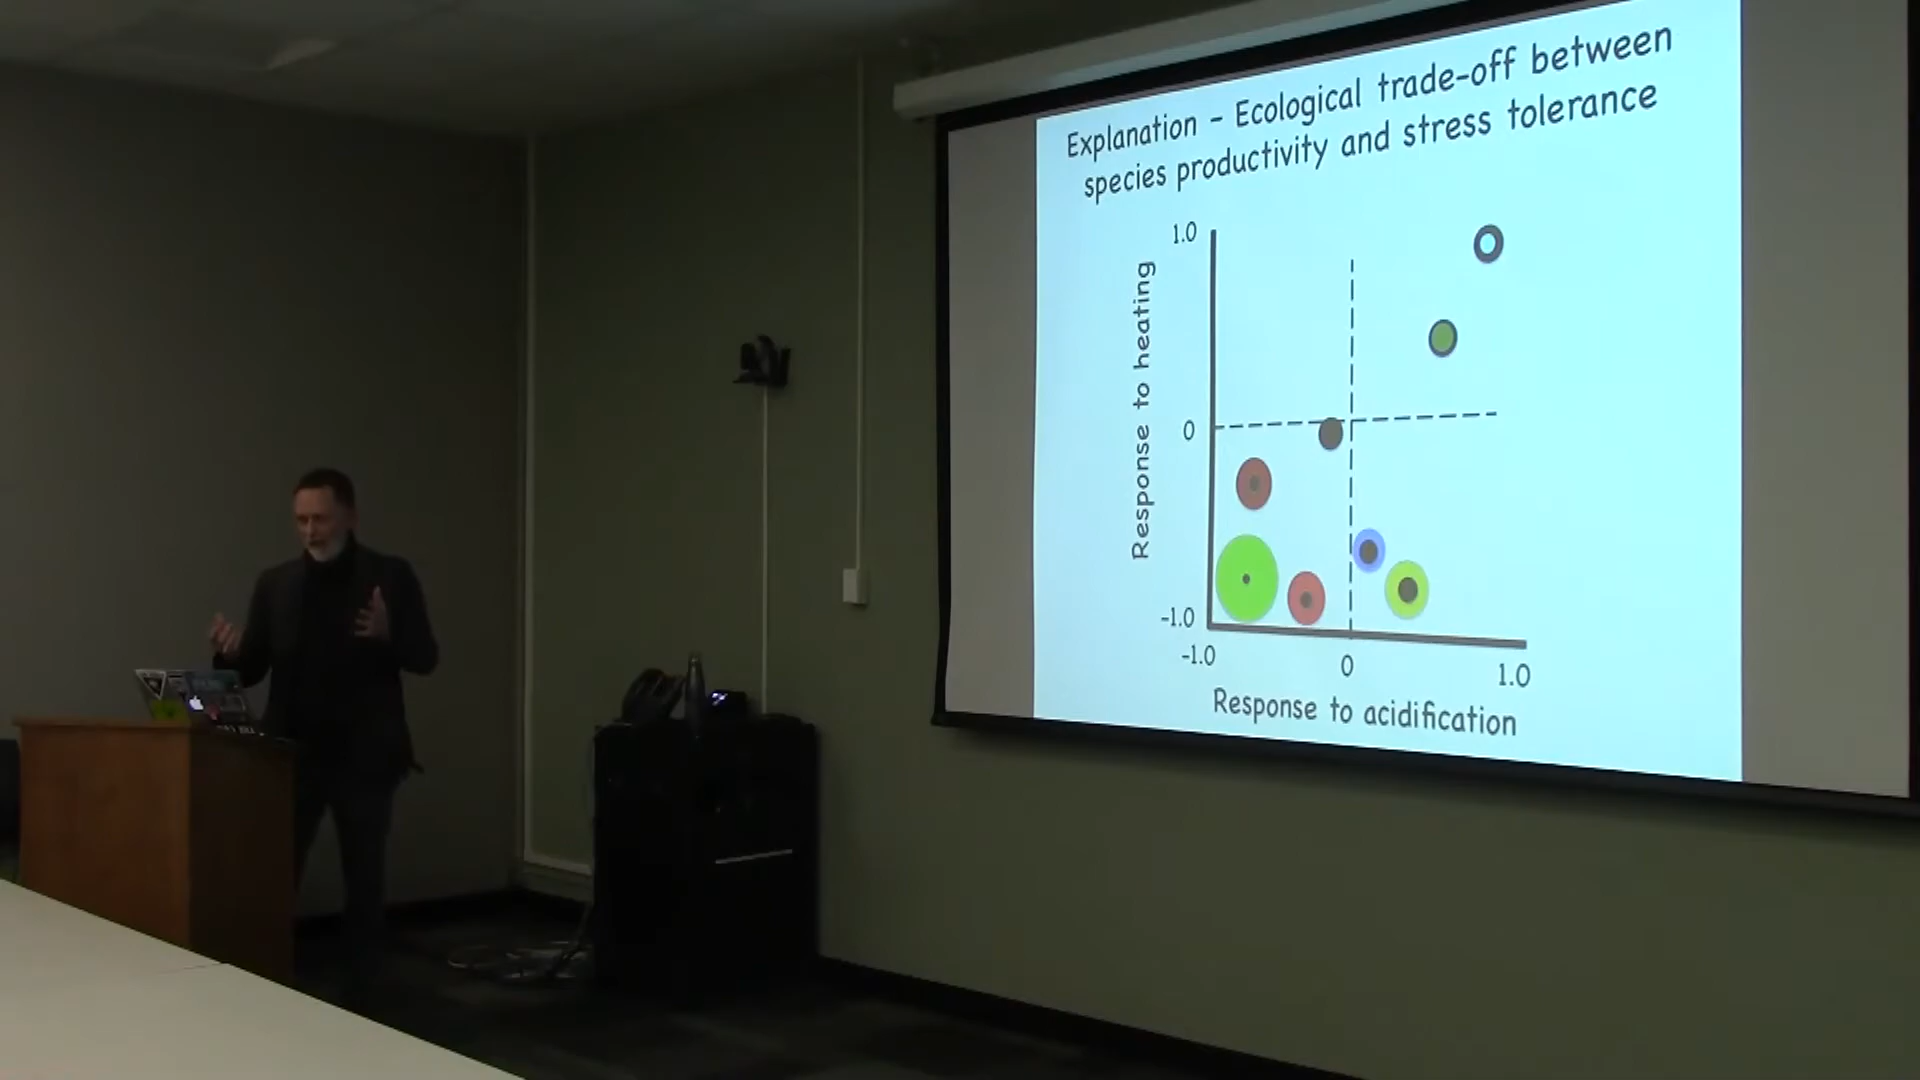 Explanation - Ecological trade-off between
species productivity and stress tolerance
1.0
Response to heating
0
-1.0
-1.0
0
1.0
Response to acidification